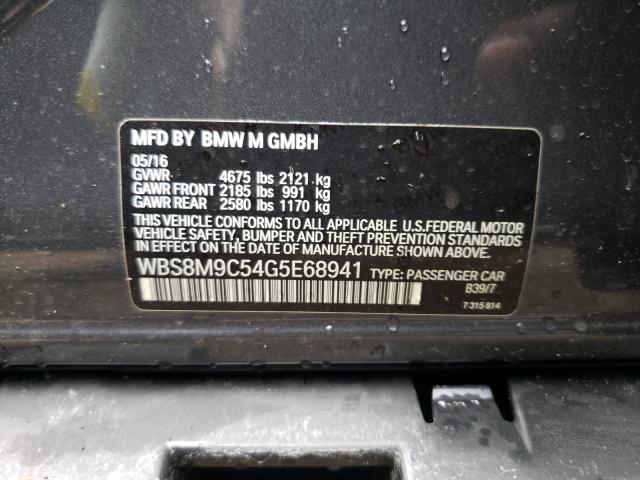 MFD BY BMW M GMBH
05/16
GVWR 4675 lbs 2121 kg
GAWR FRONT 2185 lbs 991 kg
GAWR REAR 2580 lbs 1170 kg
THIS VEHICLE CONFORMS TO ALL APPLICABLE U.S.FEDERAL MOTOR
VEHICLE SAFETY, BUMPER AND THEFT PREVENTION STANDARDS
IN EFFECT ON THE DATE OF MANUFACTURE SHOWN ABOVE.
WBS8M9C54G5E68941 TYPE: PASSENGER CAR
B39/7
7 315 814